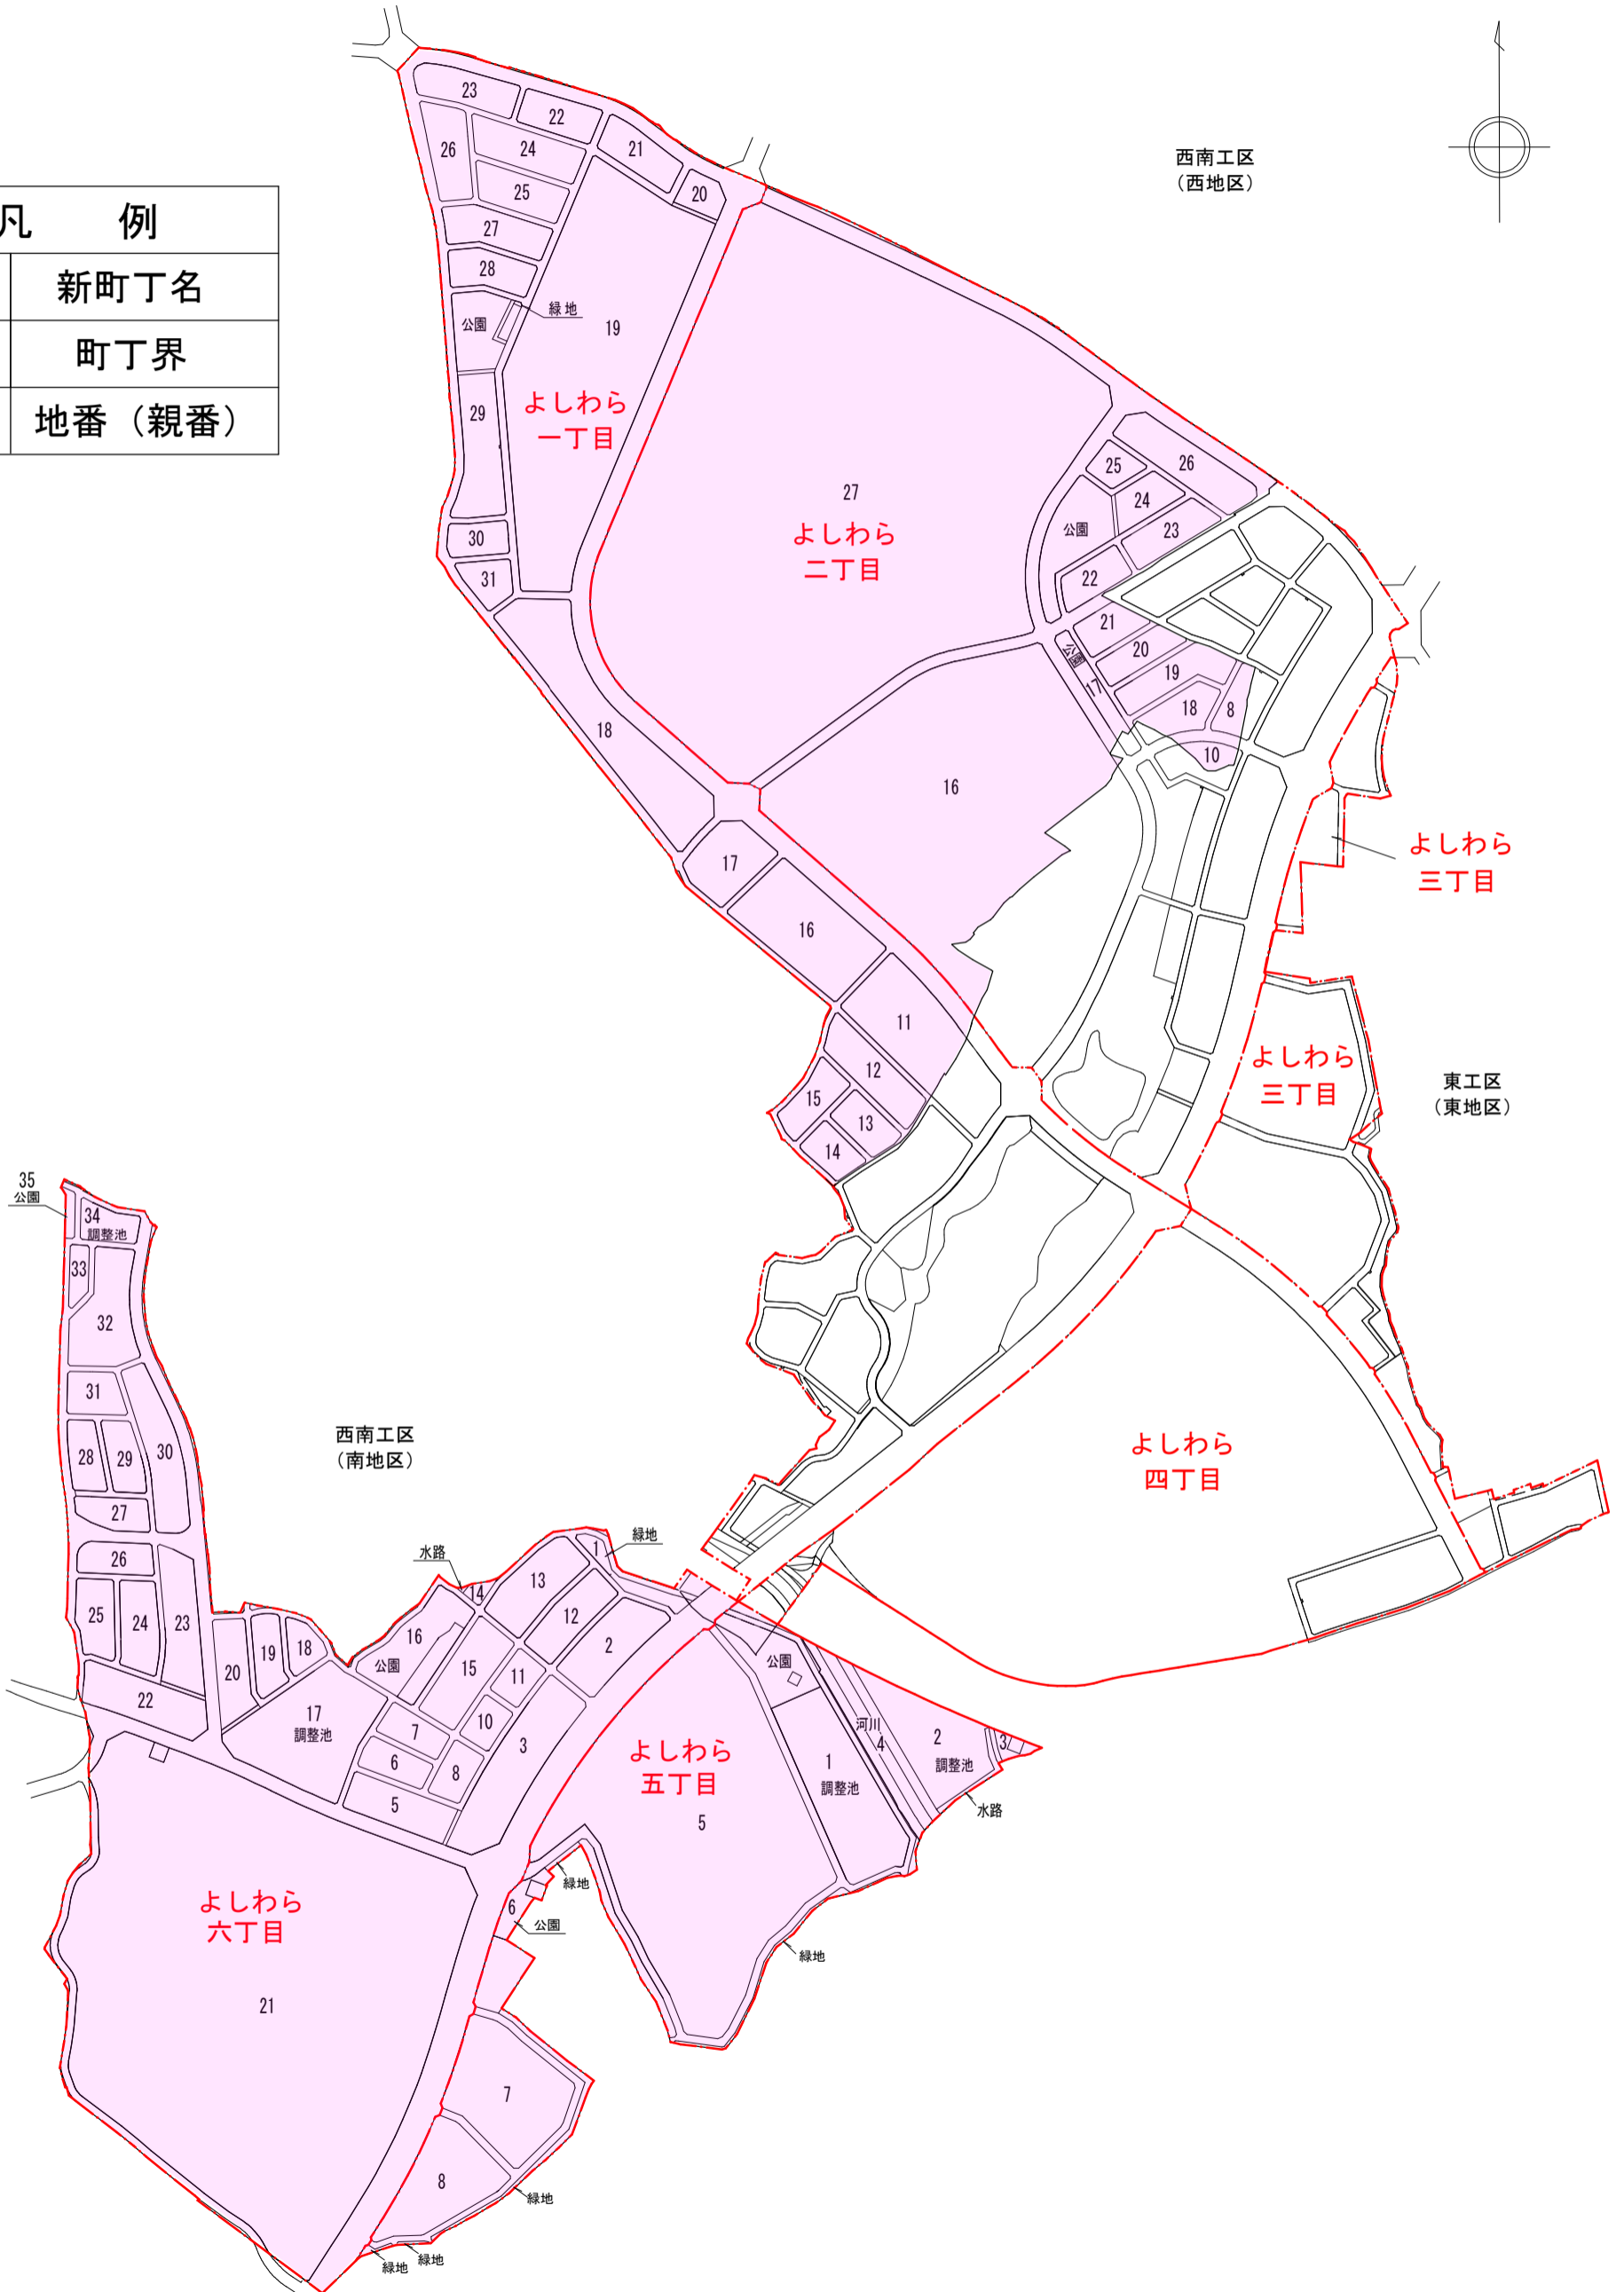 凡 例
新町丁名
町丁界
地番（親番）
西南工区
（西地区）
23
22
21
26
24
25
20
27
28
緑地
公園
19
29
よしわら
一丁目
30
31
18
17
16
11
12
15
13
14
27
よしわら
二丁目
26
25
24
公園
23
22
21
20
公園
19
17
18
8
10
16
よしわら
三丁目
よしわら
三丁目
東工区
（東地区）
よしわら
四丁目
35
公園
34
調整池
33
32
31
30
28
29
27
26
25
24
23
22
西南工区
（南地区）
水路
緑地
1
14
13
12
2
16
公園
15
11
20
19
18
17
調整池
7
10
3
6
8
5
よしわら
六丁目
21
公園
河川
4
2
調整池
3
水路
よしわら
五丁目
1
調整池
5
緑地
6
公園
緑地
7
8
緑地
緑地
緑地